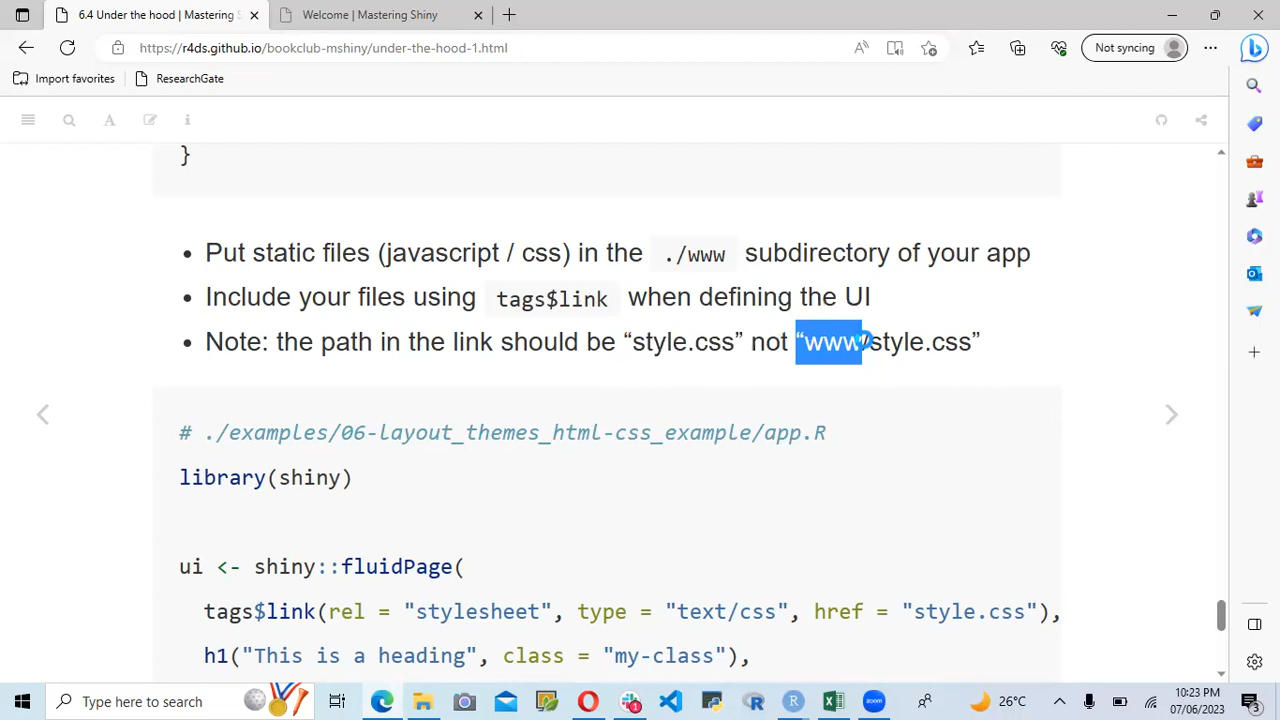 6.4 Under the hood | Mastering S
Welcome | Mastering Shiny
https://r4ds.github.io/bookclub-mshiny/under-the-hood-1.html
Not syncing
Import favorites
ResearchGate
}
Put static files (javascript / css) in the ./www subdirectory of your app
Include your files using tags$link when defining the UI
Note: the path in the link should be “style.css” not “www/style.css”
# ./examples/06-layout_themes_html-css_example/app.R
library(shiny)
ui <- shiny::fluidPage(
tags$link(rel = "stylesheet", type = "text/css", href = "style.css"),
h1("This is a heading", class = "my-class"),
Type here to search
26°C
10:23 PM
07/06/2023